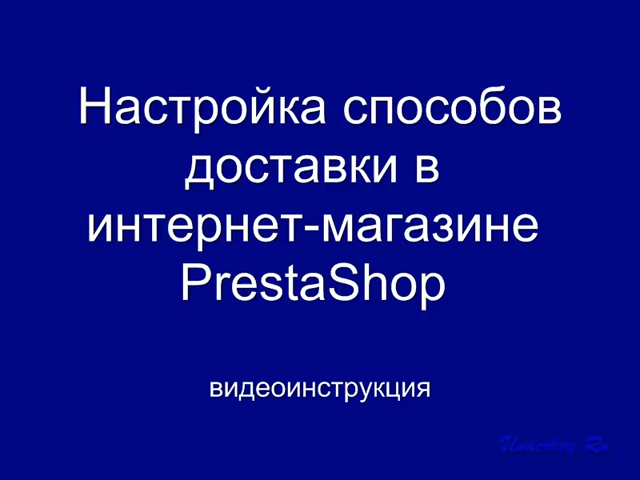 Настройка способов
доставки в
интернет-магазине
PrestaShop
видеоинструкция